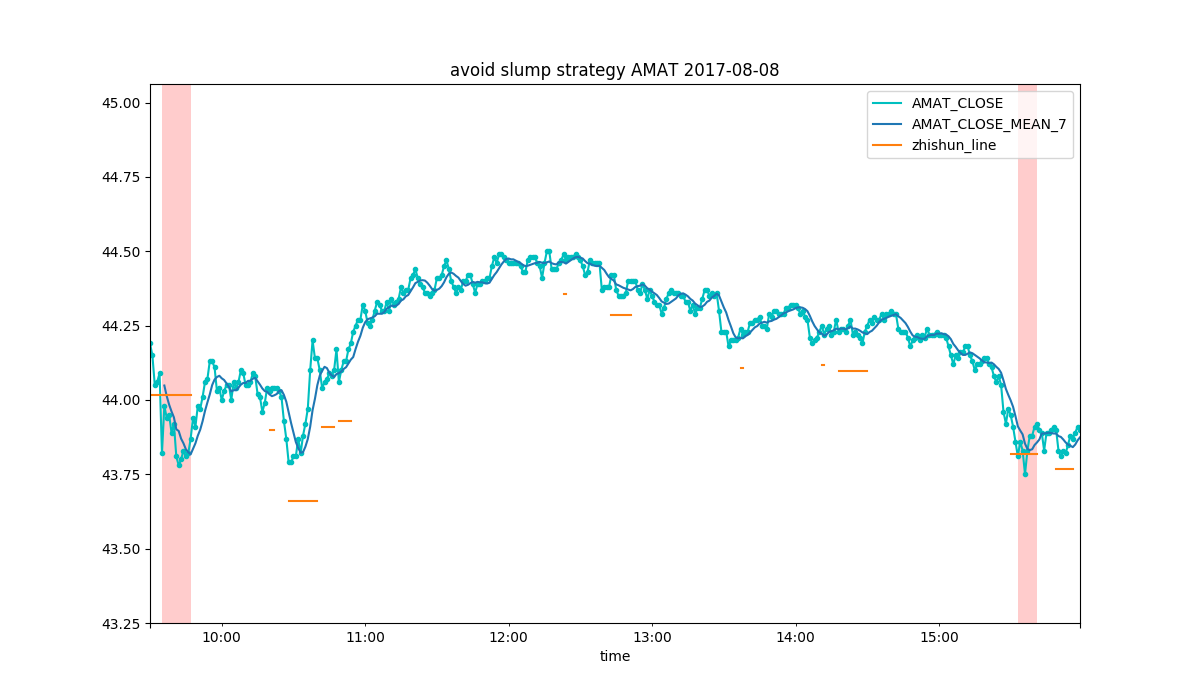 avoid slump strategy AMAT 2017-08-08
45.00
44.75
44.50
44.25
44.00
43.75
43.50
43.25
AMAT_CLOSE
AMAT_CLOSE_MEAN_7
zhishun_line
10:00 11:00 12:00 13:00 14:00 15:00
time